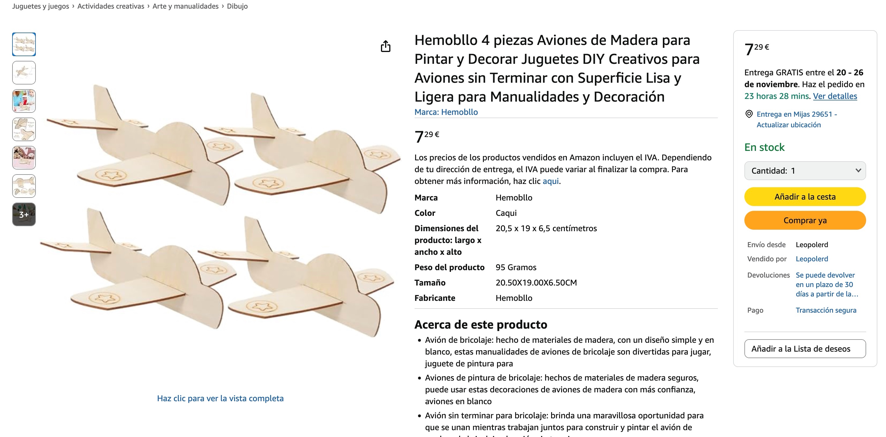 Juguetes y juegos › Actividades creativas › Arte y manualidades › Dibujo
3+
Haz clic para ver la vista completa
Hemobllo 4 piezas Aviones de Madera para
Pintar y Decorar Juguetes DIY Creativos para
Aviones sin Terminar con Superficie Lisa y
Ligera para Manualidades y Decoración
Marca: Hemobllo
7 29 €
Los precios de los productos vendidos en Amazon incluyen el IVA. Dependiendo
de tu dirección de entrega, el IVA puede variar al finalizar la compra. Para
obtener más información, haz clic aqui.
Marca Hemobllo
Color Caqui
Dimensiones del 20,5 x 19 x 6,5 centímetros
producto: largo x
ancho x alto
Peso del producto 95 Gramos
Tamaño 20.50X19.00X6.50CM
Fabricante Hemobllo
Acerca de este producto
• Avión de bricolaje: hecho de materiales de madera, con un diseño simple y en
blanco, estas manualidades de aviones de bricolaje son divertidas para jugar,
juguete de pintura para
• Aviones de pintura de bricolaje: hechos de materiales de madera seguros,
puede usar estas decoraciones de aviones de madera con más confianza,
aviones en blanco
• Avión sin terminar para bricolaje: brinda una maravillosa oportunidad para
que se unan mientras trabajan juntos para construir y pintar el avión de
7 29 €
Entrega GRATIS entre el 20 - 26
de noviembre. Haz el pedido en
23 horas 28 mins. Ver detalles
Entrega en Mijas 29651 -
Actualizar ubicación
En stock
Cantidad: 1
Añadir a la cesta
Comprar ya
Envío desde Leopolerd
Vendido por Leopolerd
Devoluciones Se puede devolver
en un plazo de 30
días a partir de la...
Pago Transacción segura
Añadir a la Lista de deseos